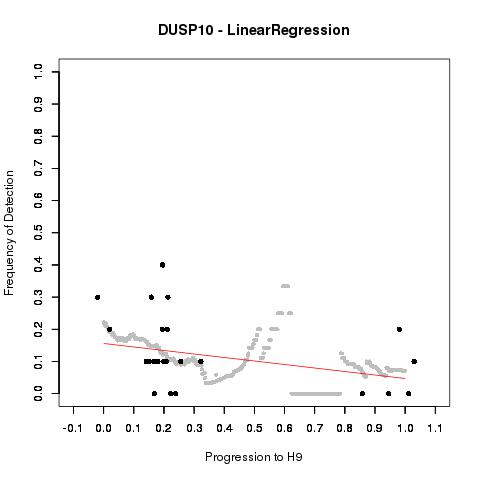 DUSP10 - LinearRegression
Frequency of Detection
1.0
0.9
0.8
0.7
0.6
0.5
0.4
0.3
0.2
0.1
0.0
-0.1 0.0 0.1 0.2 0.3 0.4 0.5 0.6 0.7 0.8 0.9 1.0 1.1
Progression to H9